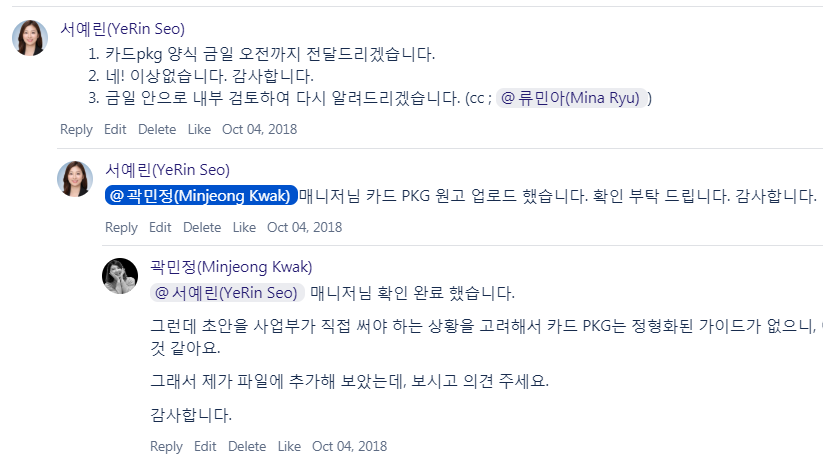 서예린(YeRin Seo)
1. 카드pkg 양식 금일 오전까지 전달드리겠습니다.
2. 네! 이상없습니다. 감사합니다.
3. 금일 안으로 내부 검토하여 다시 알려드리겠습니다. (cc ; @류민아(Mina Ryu) )
Reply Edit Delete Like Oct 04, 2018
서예린(YeRin Seo)
@곽민정(Minjeong Kwak) 매니저님 카드 PKG 원고 업로드 했습니다. 확인 부탁 드립니다. 감사합니다.
Reply Edit Delete Like Oct 04, 2018
곽민정(Minjeong Kwak)
@서예린(YeRin Seo) 매니저님 확인 완료 했습니다.
그런데 초안을 사업부가 직접 써야 하는 상황을 고려해서 카드 PKG는 정형화된 가이드가 없으니,
것 같아요.
그래서 제가 파일에 추가해 보았는데, 보시고 의견 주세요.
감사합니다.
Reply Edit Delete Like Oct 04, 2018